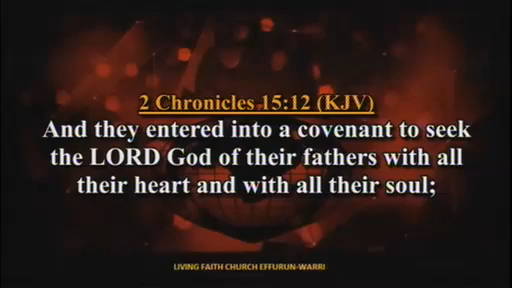 2 Chronicles 15:12 (KJV)
And they entered into a covenant to seek
the LORD God of their fathers with all
their heart and with all their soul;
LIVING FAITH CHURCH EFFURUN-WARRI